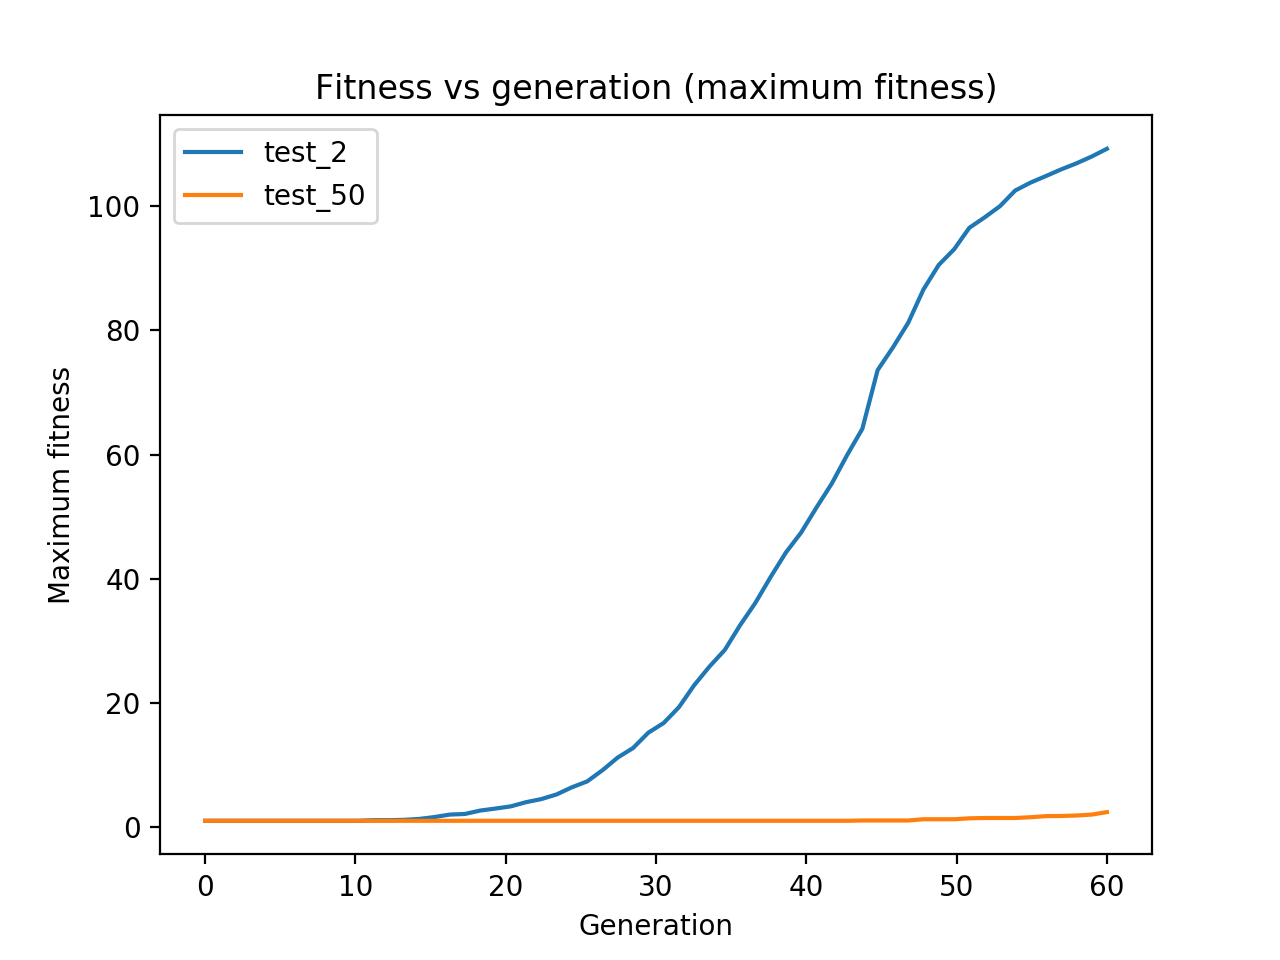 Fitness vs generation (maximum fitness)
test_2
test_50
Maximum fitness
100
80
60
40
20
0
0 10 20 30 40 50 60
Generation